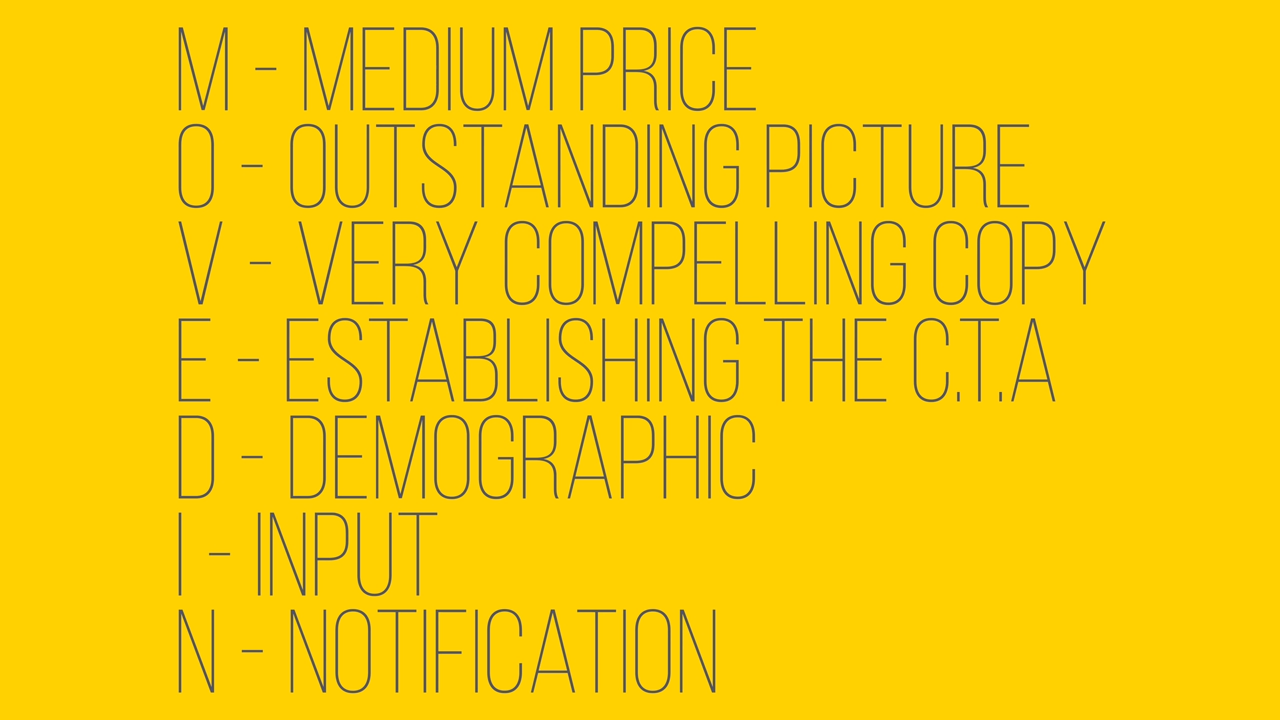 M - MEDIUM PRICE
O - OUTSTANDING PICTURE
V - VERY COMPELLING COPY
E - ESTABLISHING THE C.T.A
D - DEMOGRAPHIC
I - INPUT
N - NOTIFICATION